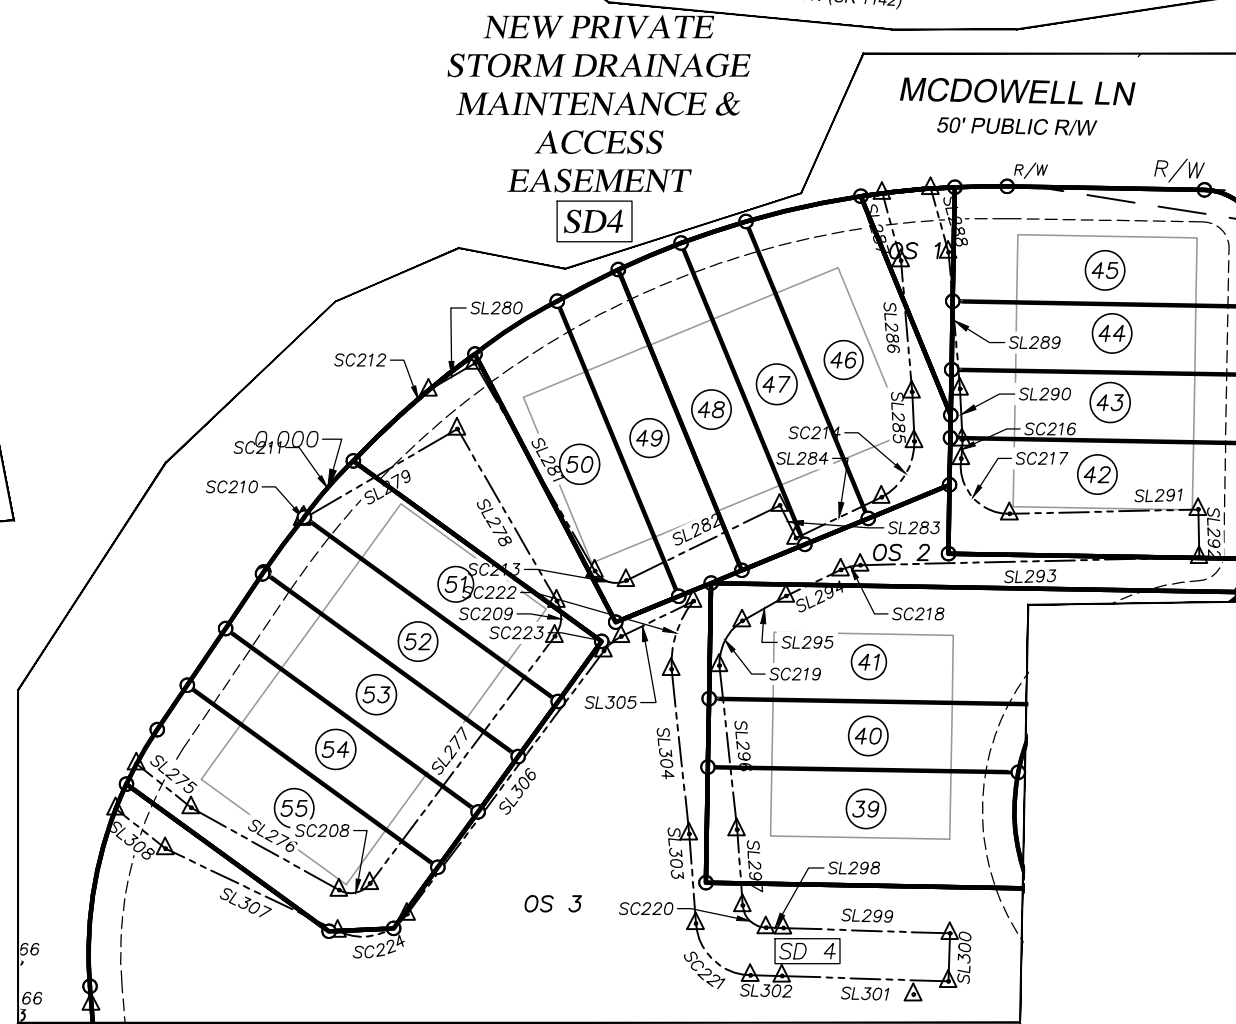 NEW PRIVATE
STORM DRAINAGE
MAINTENANCE &
ACCESS
EASEMENT
SD4
MCDOWELL LN
50' PUBLIC R/W
R/W
R/W
SL287
SL288
OS 1
45
SL280
SC212
SL286
SL289
44
46
47
48
49
50
SL290
43
SC216
SC217
42
SL291
SL292
0.000
SC211
SC210
SL279
SL281
SC214
SL285
SL284
SL278
SL282
SL283
OS 2
SC213
SC222
SC209
SC223
51
52
53
54
55
SL293
SL294
SC218
SL295
SC219
41
SL305
SL304
SL296
40
39
SL277
SL306
SL275
SL276
SC208
SL308
SL307
SC224
OS 3
SL303
SL297
SL298
SC220
SL299
SL300
SD 4
SC221
SL302
SL301
66
66